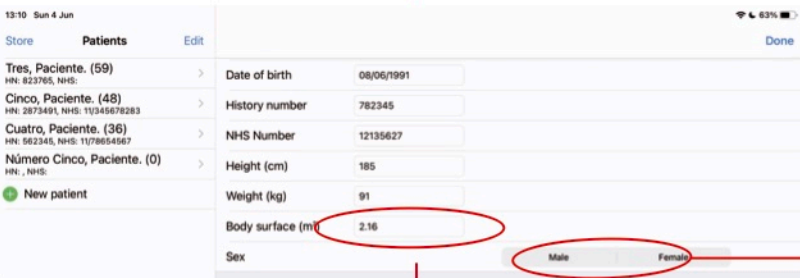 13:10 Sun 4 Jun
63%
Store Patients Edit
Done
Tres, Paciente. (59)
HN: 823765, NHS:
Cinco, Paciente. (48)
HN: 2873491, NHS: 11/345678283
Cuatro, Paciente. (36)
HN: 562345, NHS: 11/78654567
Número Cinco, Paciente. (0)
HN: , NHS:
New patient
Date of birth 08/06/1991
History number 782345
NHS Number 12135627
Height (cm) 185
Weight (kg) 91
Body surface (m²) 2.16
Sex Male Female